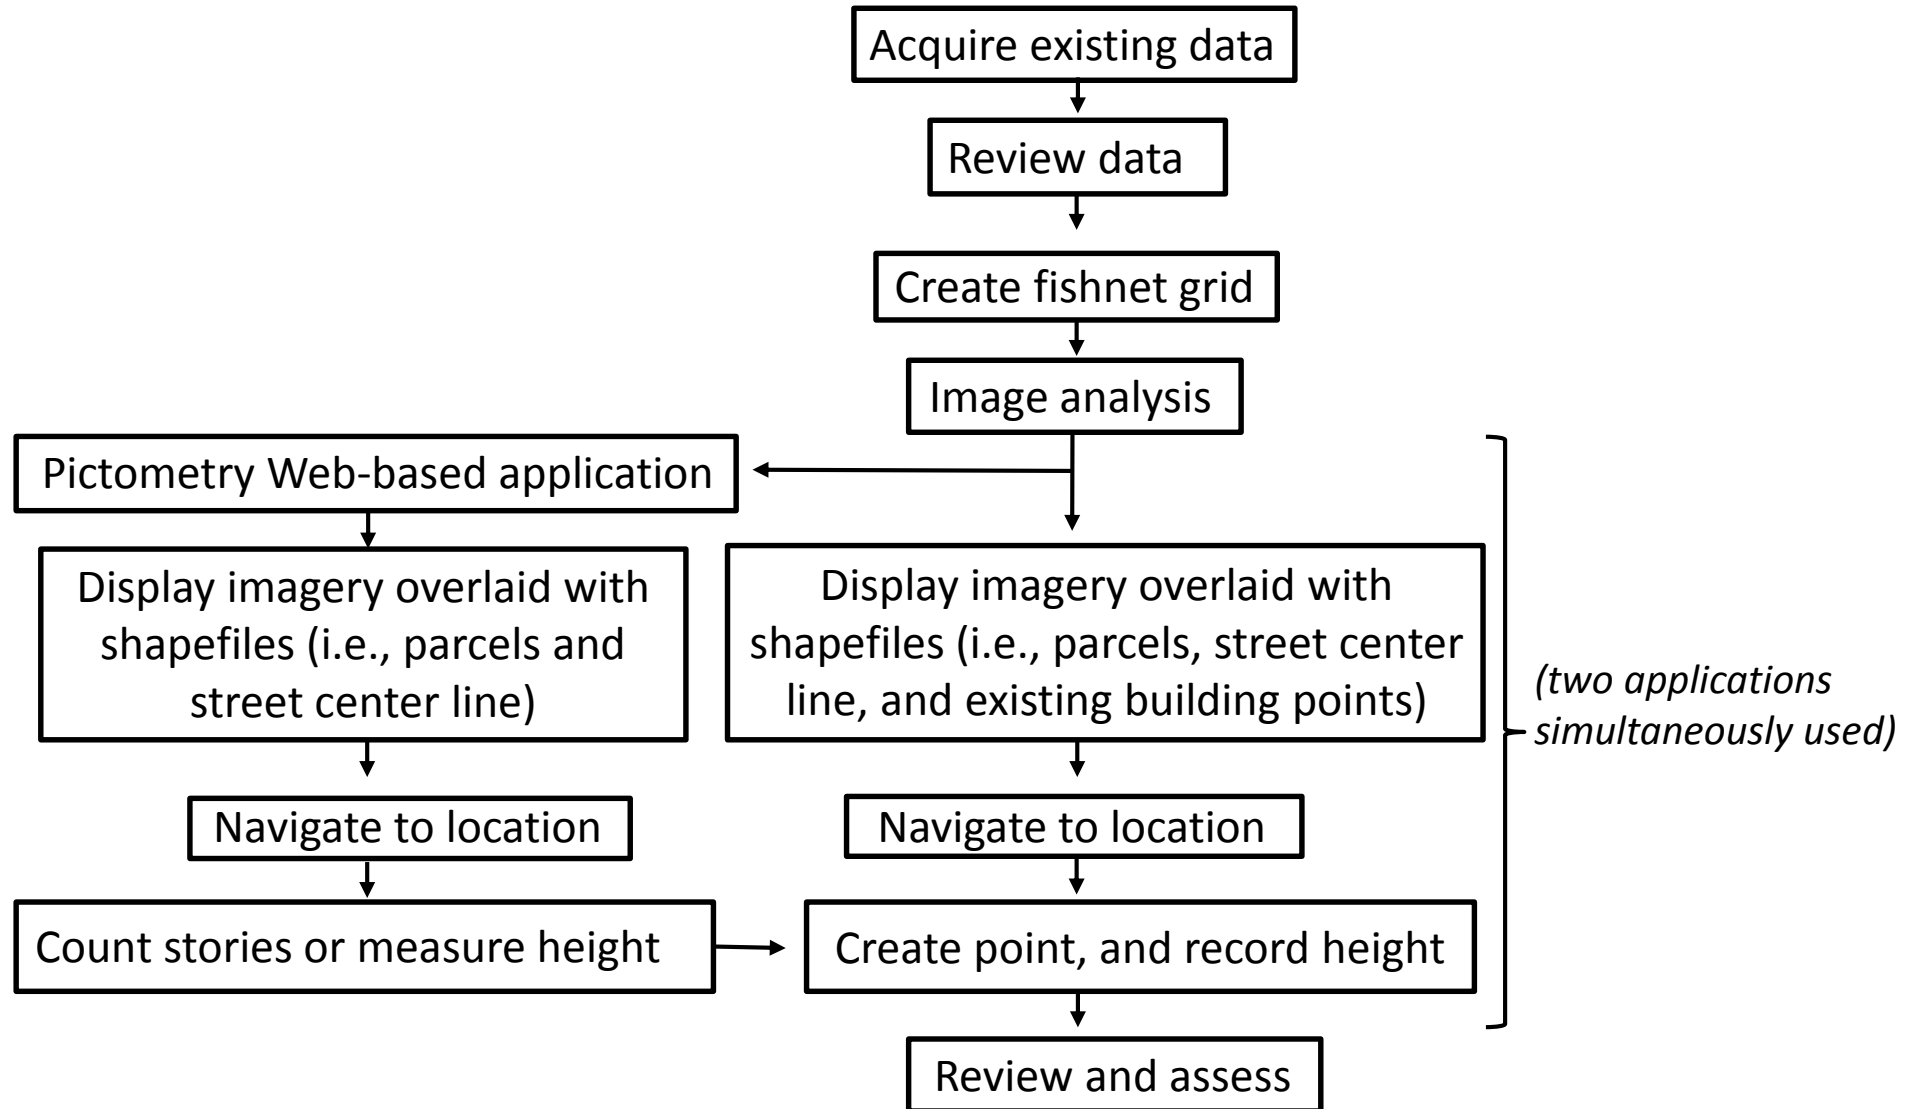 Acquire existing data
Review data
Create fishnet grid
Image analysis
Pictometry Web-based application
Display imagery overlaid with
shapefiles (i.e., parcels and
street center line)
Navigate to location
Count stories or measure height
Display imagery overlaid with
shapefiles (i.e., parcels, street center
line, and existing building points)
Navigate to location
Create point, and record height
(two applications
simultaneously used)
Review and assess